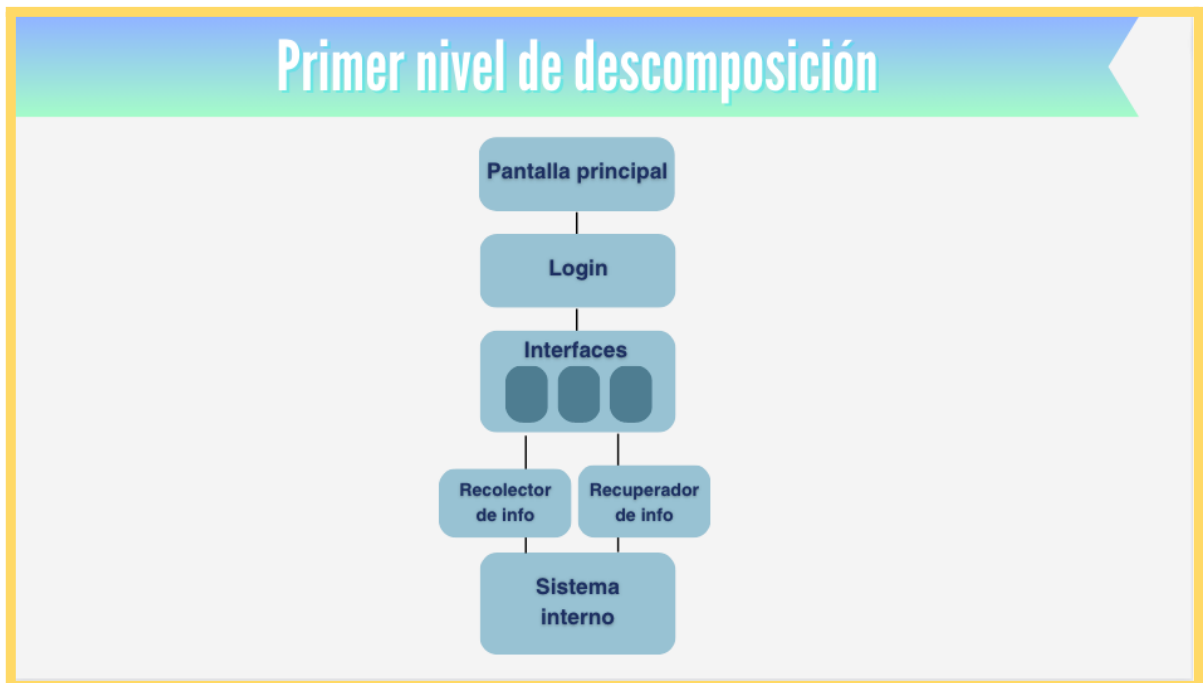 Primer nivel de descomposición
Pantalla principal
Login
Interfaces
Recolector
de info
Recuperador
de info
Sistema
interno